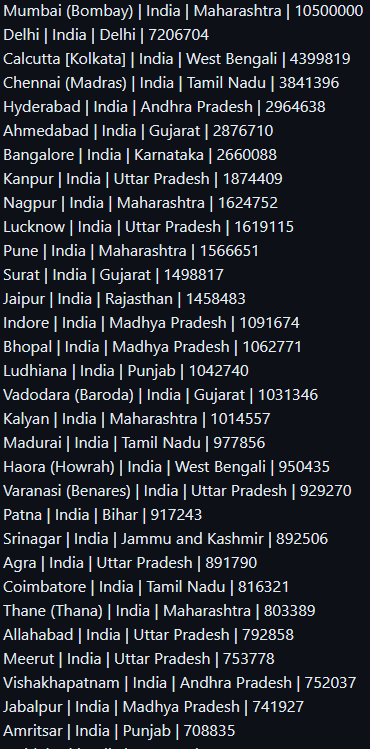 Mumbai (Bombay) | India | Maharashtra | 10500000
Delhi | India | Delhi | 7206704
Calcutta [Kolkata] | India | West Bengali | 4399819
Chennai (Madras) | India | Tamil Nadu | 3841396
Hyderabad | India | Andhra Pradesh | 2964638
Ahmedabad | India | Gujarat | 2876710
Bangalore | India | Karnataka | 2660088
Kanpur | India | Uttar Pradesh | 1874409
Nagpur | India | Maharashtra | 1624752
Lucknow | India | Uttar Pradesh | 1619115
Pune | India | Maharashtra | 1566651
Surat | India | Gujarat | 1498817
Jaipur | India | Rajasthan | 1458483
Indore | India | Madhya Pradesh | 1091674
Bhopal | India | Madhya Pradesh | 1062771
Ludhiana | India | Punjab | 1042740
Vadodara (Baroda) | India | Gujarat | 1031346
Kalyan | India | Maharashtra | 1014557
Madurai | India | Tamil Nadu | 977856
Haora (Howrah) | India | West Bengali | 950435
Varanasi (Benares) | India | Uttar Pradesh | 929270
Patna | India | Bihar | 917243
Srinagar | India | Jammu and Kashmir | 892506
Agra | India | Uttar Pradesh | 891790
Coimbatore | India | Tamil Nadu | 816321
Thane (Thana) | India | Maharashtra | 803389
Allahabad | India | Uttar Pradesh | 792858
Meerut | India | Uttar Pradesh | 753778
Vishakhapatnam | India | Andhra Pradesh | 752037
Jabalpur | India | Madhya Pradesh | 741927
Amritsar | India | Punjab | 708835